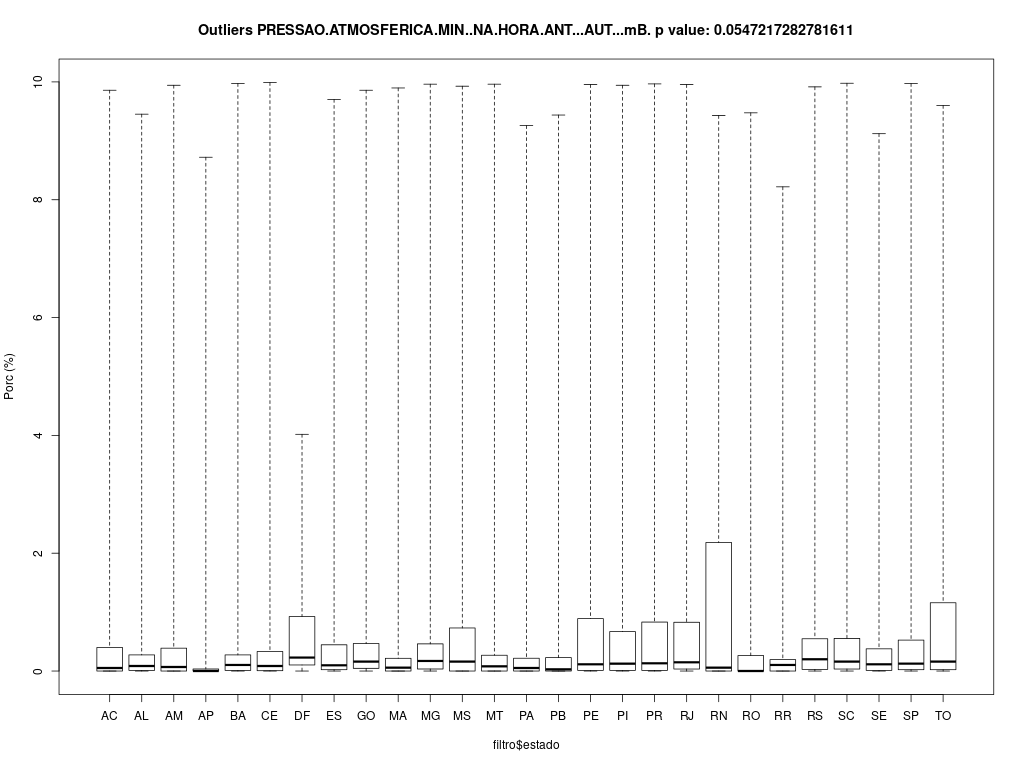 Outliers PRESSAO.ATMOSFERICA.MIN..NA.HORA.ANT...AUT...mB. p value: 0.0547217282781611
10
8
6
4
2
0
Porc (%)
AC AL AM AP BA CE DF ES GO MA MG MS MT PA PB PE PI PR RJ RN RO RR RS SC SE SP TO
filtro$estado